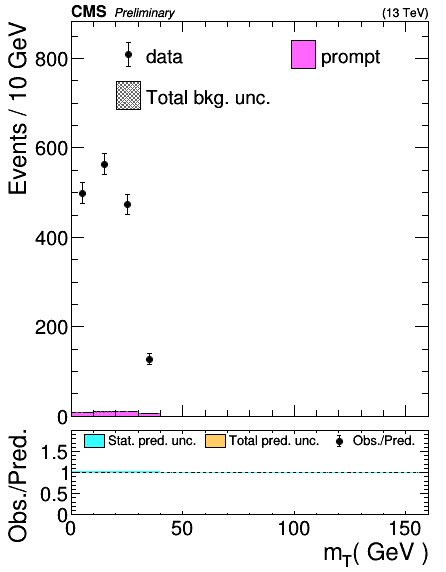 CMS Preliminary (13 TeV)
Events / 10 GeV
800
600
400
200
0
data
prompt
Total bkg. unc.
Obs./Pred.
1.5
1
0.5
0
Stat. pred. unc. Total pred. unc. Obs./Pred.
0 50 100 150
m_T( GeV )